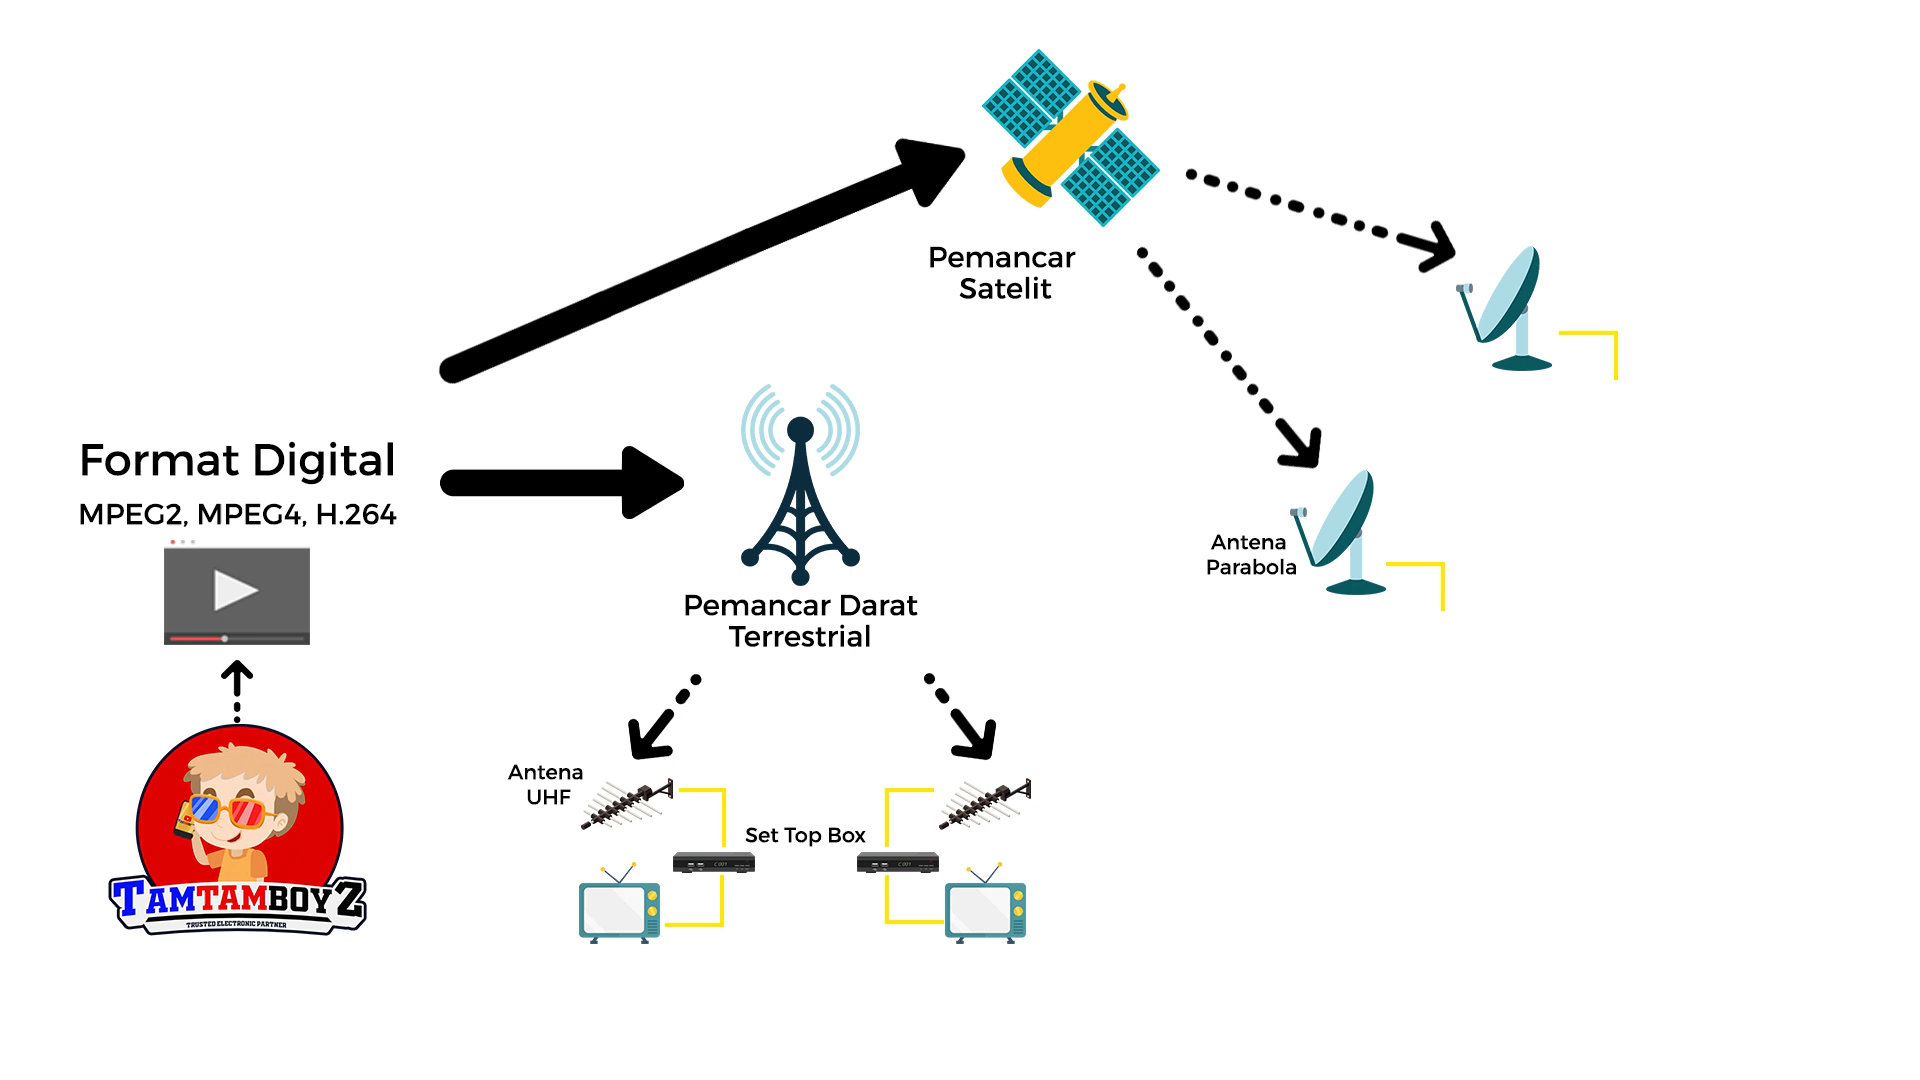 Pemancar
Satelit
Format Digital
MPEG2, MPEG4, H.264
Pemancar Darat
Terrestrial
Antena
Parabola
Antena
UHF
Set Top Box
TAMTAMBOYZ
TRUSTED ELECTRONIC PARTNER